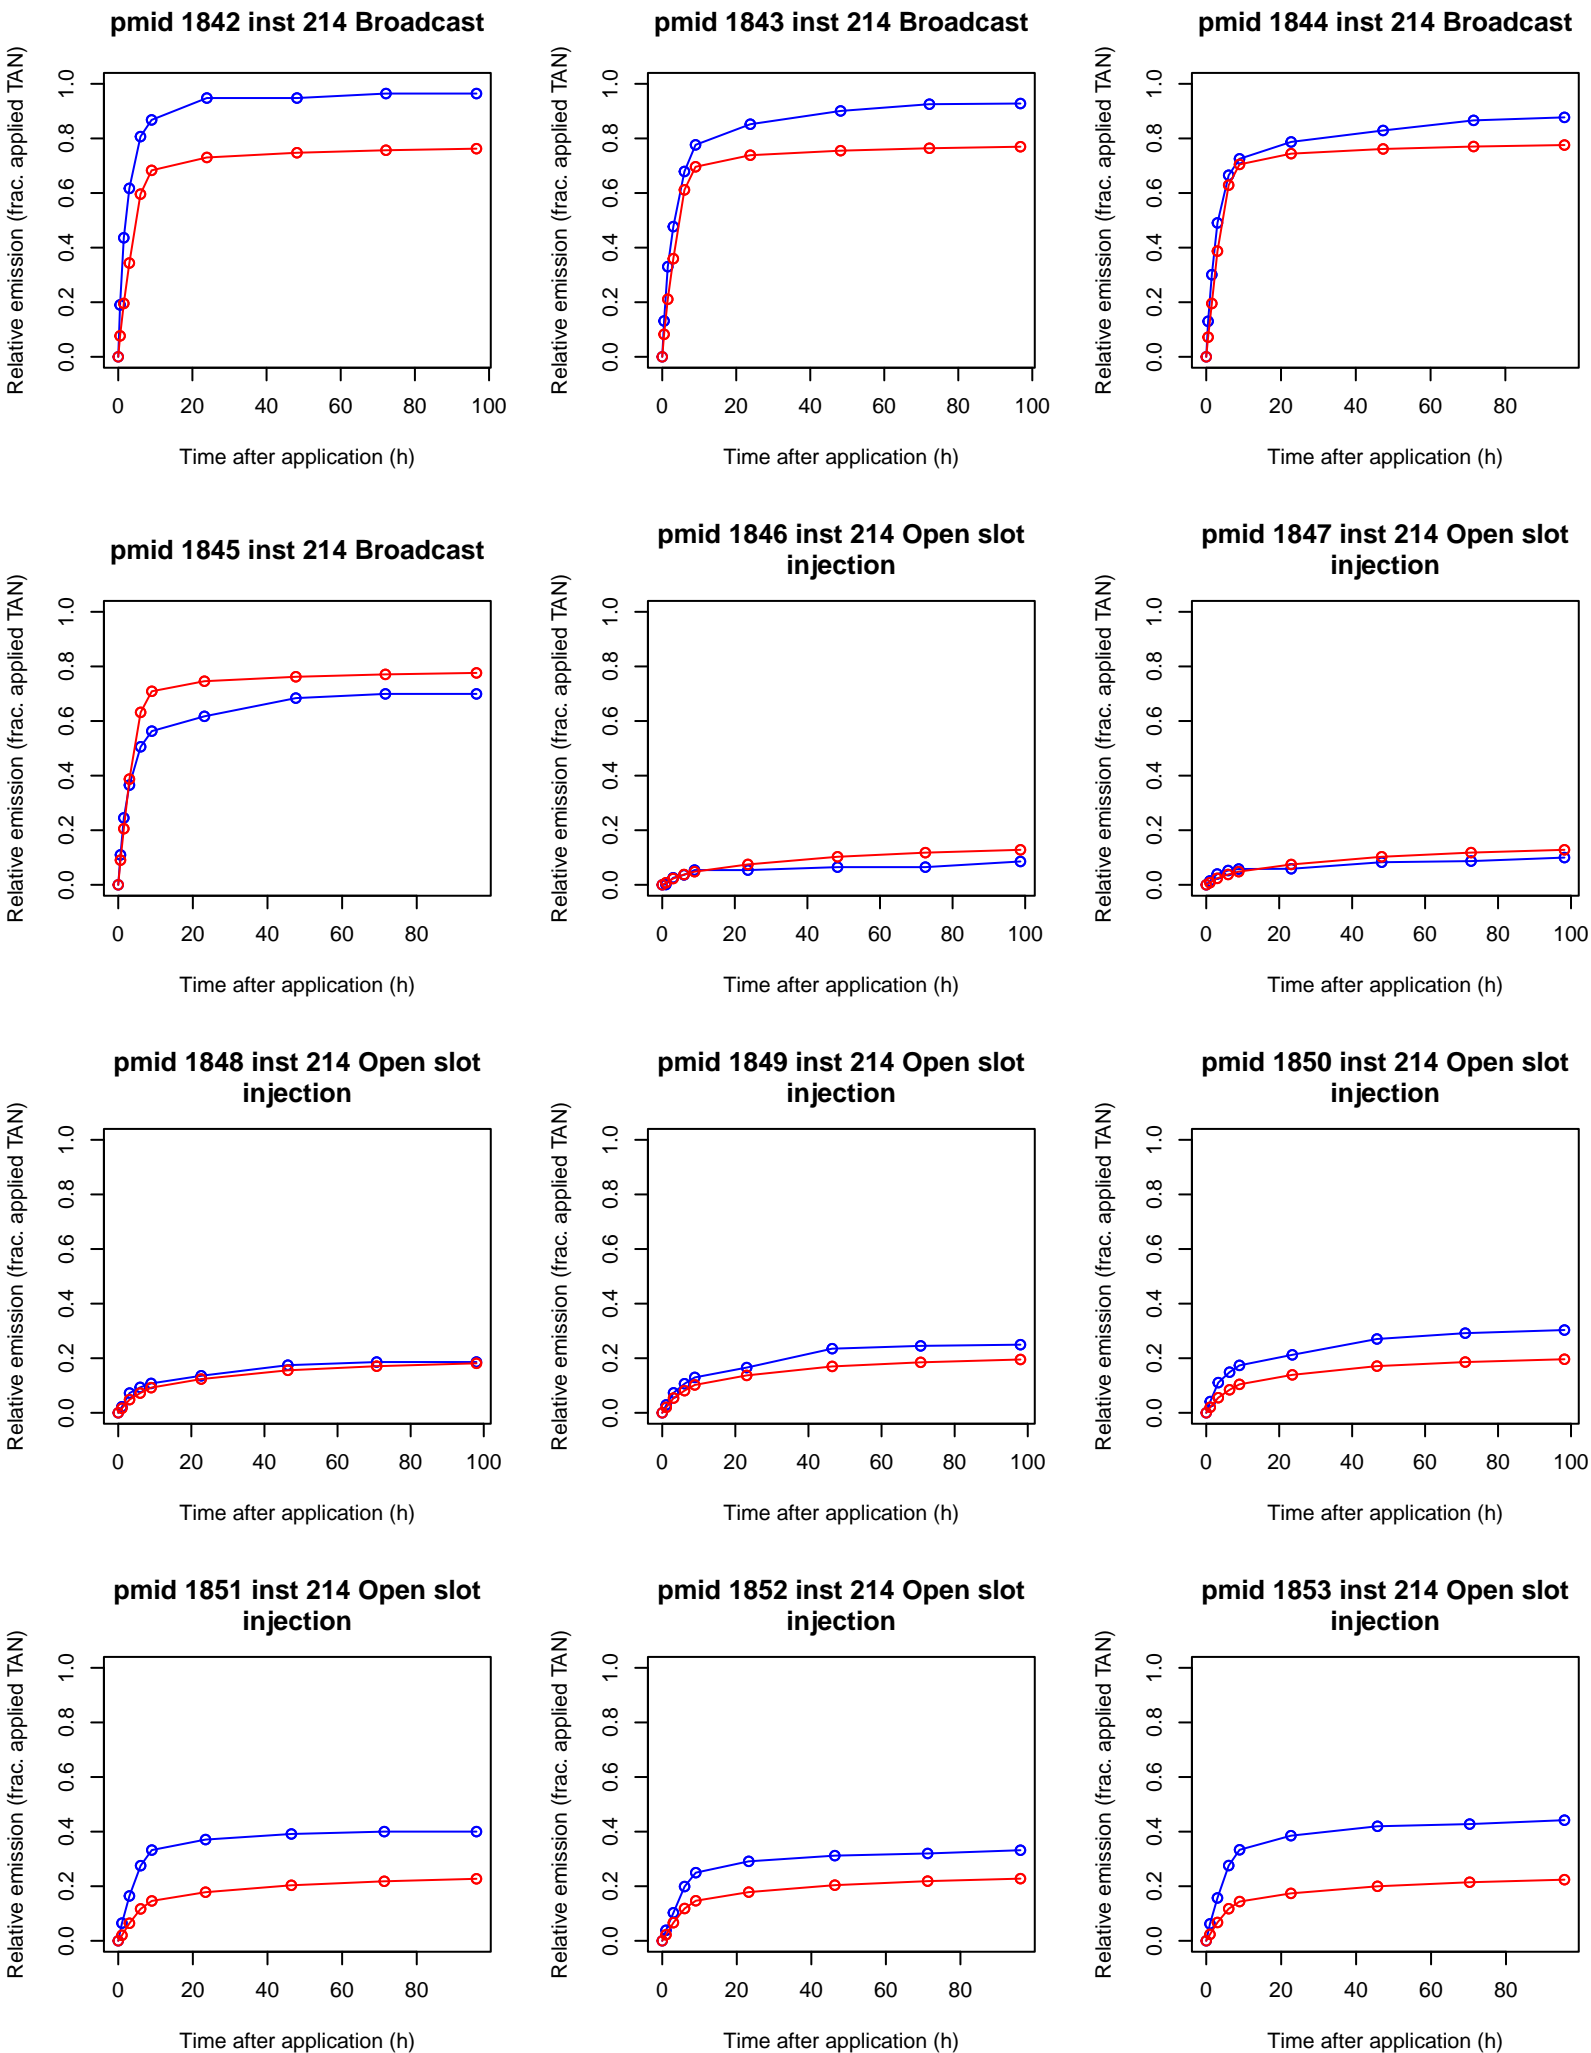 pmid 1842 inst 214 Broadcast
Relative emission (frac. applied TAN)
0.0 0.2 0.4 0.6 0.8 1.0
0 20 40 60 80 100
Time after application (h)
pmid 1843 inst 214 Broadcast
Relative emission (frac. applied TAN)
0.0 0.2 0.4 0.6 0.8 1.0
0 20 40 60 80 100
Time after application (h)
pmid 1844 inst 214 Broadcast
Relative emission (frac. applied TAN)
0.0 0.2 0.4 0.6 0.8 1.0
0 20 40 60 80
Time after application (h)
pmid 1845 inst 214 Broadcast
Relative emission (frac. applied TAN)
0.0 0.2 0.4 0.6 0.8 1.0
0 20 40 60 80
Time after application (h)
pmid 1846 inst 214 Open slot
injection
Relative emission (frac. applied TAN)
0.0 0.2 0.4 0.6 0.8 1.0
0 20 40 60 80 100
Time after application (h)
pmid 1847 inst 214 Open slot
injection
Relative emission (frac. applied TAN)
0.0 0.2 0.4 0.6 0.8 1.0
0 20 40 60 80 100
Time after application (h)
pmid 1848 inst 214 Open slot
injection
Relative emission (frac. applied TAN)
0.0 0.2 0.4 0.6 0.8 1.0
0 20 40 60 80 100
Time after application (h)
pmid 1849 inst 214 Open slot
injection
Relative emission (frac. applied TAN)
0.0 0.2 0.4 0.6 0.8 1.0
0 20 40 60 80 100
Time after application (h)
pmid 1850 inst 214 Open slot
injection
Relative emission (frac. applied TAN)
0.0 0.2 0.4 0.6 0.8 1.0
0 20 40 60 80 100
Time after application (h)
pmid 1851 inst 214 Open slot
injection
Relative emission (frac. applied TAN)
0.0 0.2 0.4 0.6 0.8 1.0
0 20 40 60 80
Time after application (h)
pmid 1852 inst 214 Open slot
injection
Relative emission (frac. applied TAN)
0.0 0.2 0.4 0.6 0.8 1.0
0 20 40 60 80
Time after application (h)
pmid 1853 inst 214 Open slot
injection
Relative emission (frac. applied TAN)
0.0 0.2 0.4 0.6 0.8 1.0
0 20 40 60 80
Time after application (h)